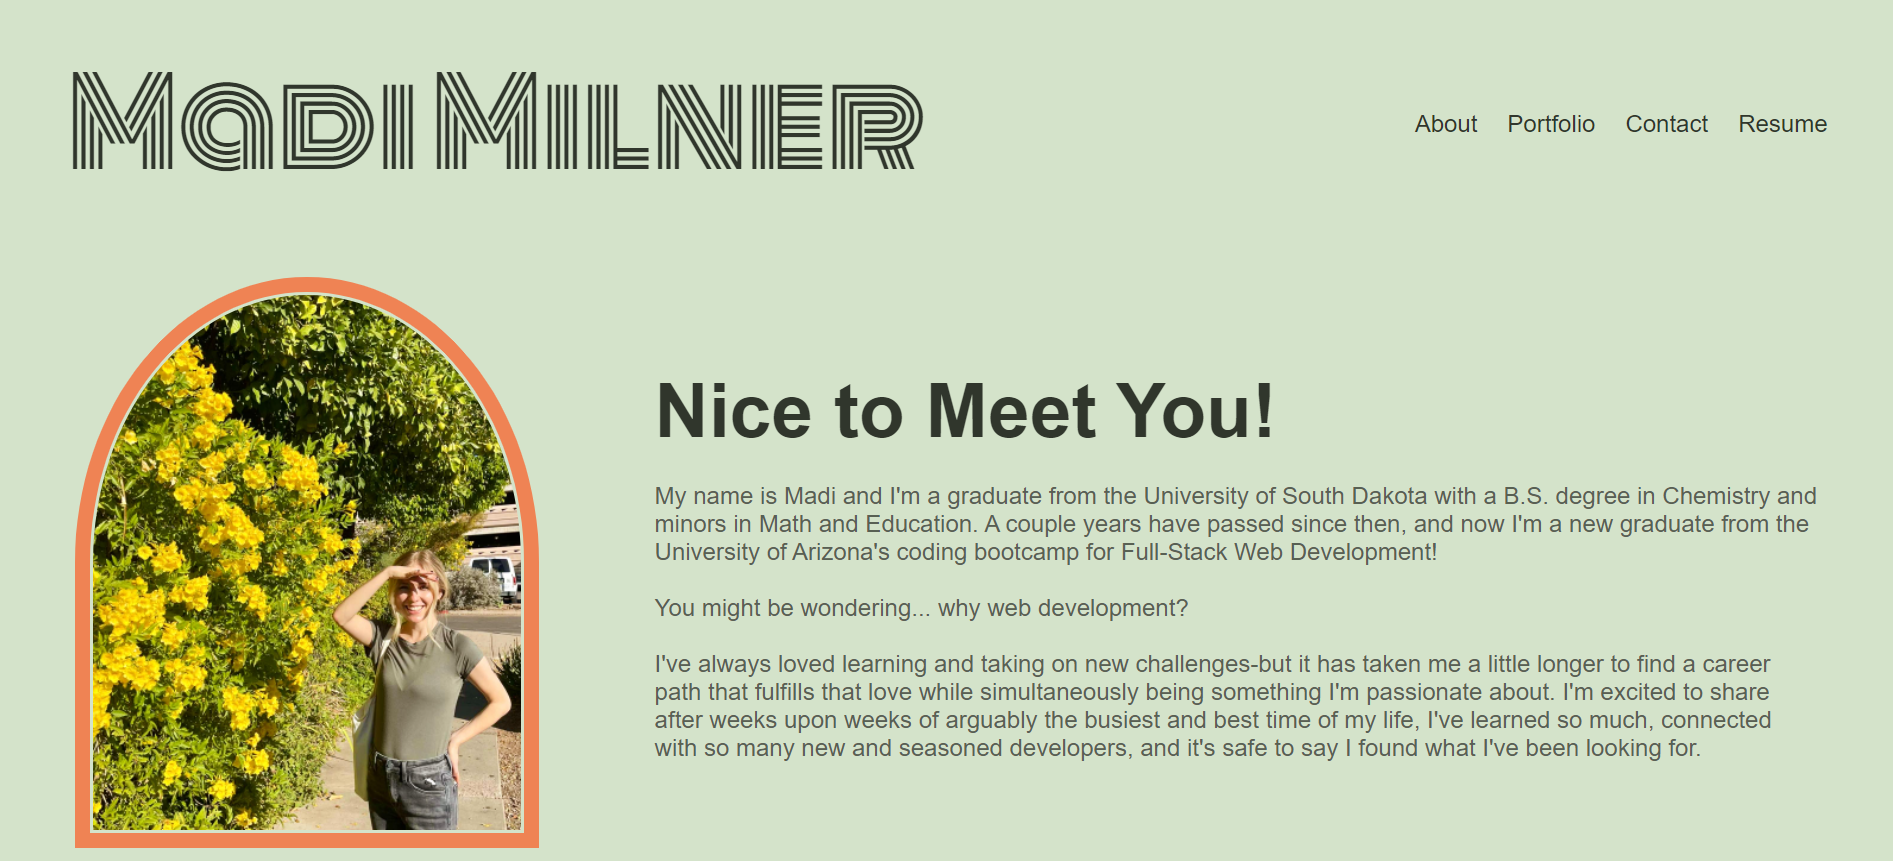 Madi Milner
About Portfolio Contact Resume
Nice to Meet You!
My name is Madi and I'm a graduate from the University of South Dakota with a B.S. degree in Chemistry and
minors in Math and Education. A couple years have passed since then, and now I'm a new graduate from the
University of Arizona's coding bootcamp for Full-Stack Web Development!
You might be wondering... why web development?
I've always loved learning and taking on new challenges-but it has taken me a little longer to find a career
path that fulfills that love while simultaneously being something I'm passionate about. I'm excited to share
after weeks upon weeks of arguably the busiest and best time of my life, I've learned so much, connected
with so many new and seasoned developers, and it's safe to say I found what I've been looking for.